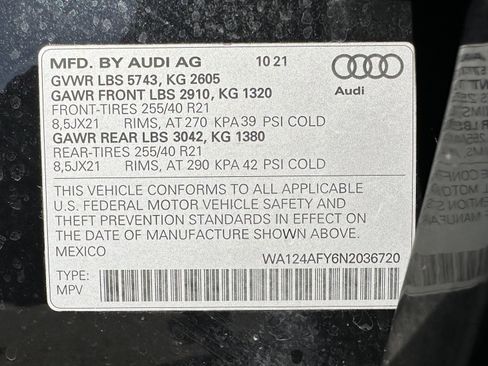 MFD. BY AUDI AG 10 21
GVWR LBS 5743, KG 2605
GAWR FRONT LBS 2910, KG 1320
Audi
FRONT-TIRES 255/40 R21
8,5JX21 RIMS, AT 270 KPA 39 PSI COLD
GAWR REAR LBS 3042, KG 1380
REAR-TIRES 255/40 R21
8,5JX21 RIMS, AT 290 KPA 42 PSI COLD
THIS VEHICLE CONFORMS TO ALL APPLICABLE
U.S. FEDERAL MOTOR VEHICLE SAFETY AND
THEFT PREVENTION STANDARDS IN EFFECT ON
THE DATE OF MANUFACTURE SHOWN ABOVE.
MEXICO
WA124AFY6N2036720
TYPE:
MPV